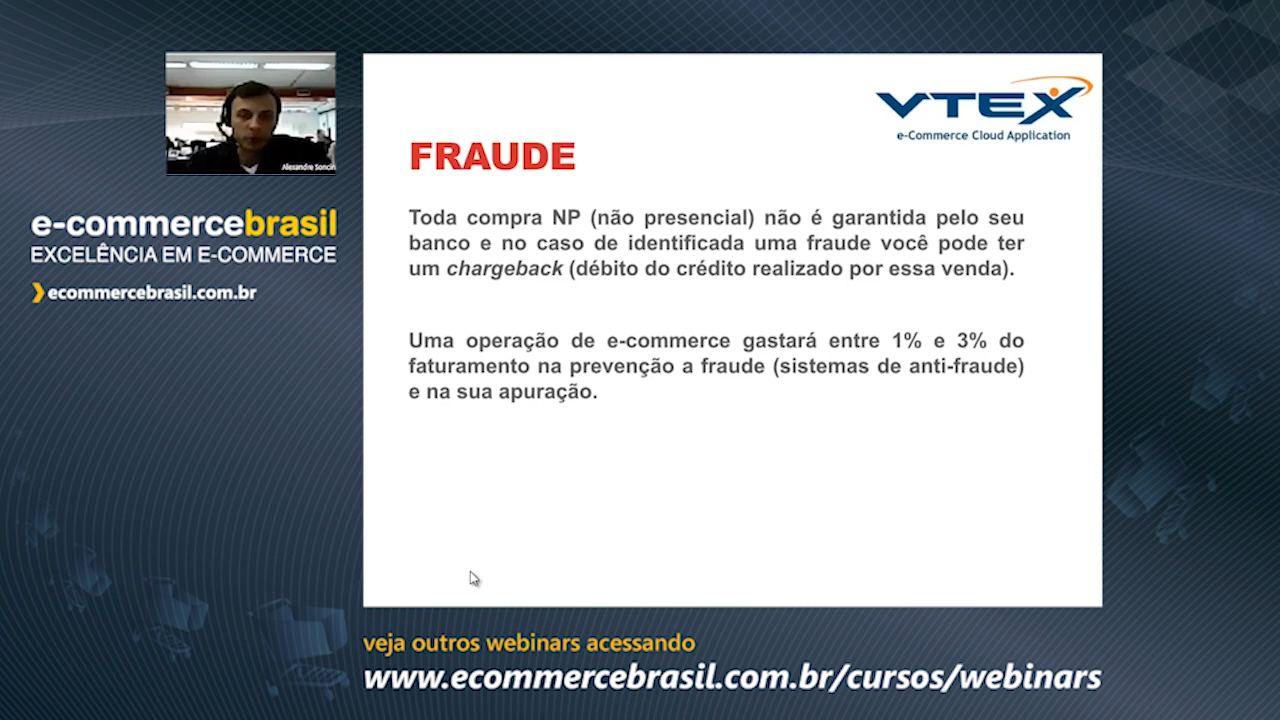 Alexandre Soncin
e-commercebrasil
EXCELÊNCIA EM E-COMMERCE
ecommercebrasil.com.br
VTEX
e-Commerce Cloud Application
FRAUDE
Toda compra NP (não presencial) não é garantida pelo seu
banco e no caso de identificada uma fraude você pode ter
um chargeback (débito do crédito realizado por essa venda).
Uma operação de e-commerce gastará entre 1% e 3% do
faturamento na prevenção a fraude (sistemas de anti-fraude)
e na sua apuração.
veja outros webinars acessando
www.ecommercebrasil.com.br/cursos/webinars